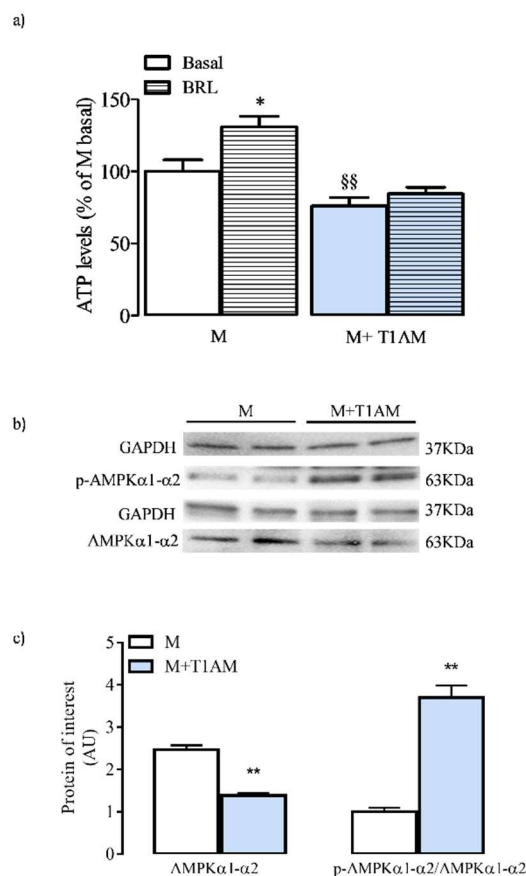 a)
Basal
BRL
ATP levels (% of M basal)
150
100
50
0
*
§§
M
M+ T1AM
b)
M
M+T1AM
GAPDH
37KDa
p-AMPKα1-α2
63KDa
GAPDH
37KDa
AMPKα1-α2
63KDa
c)
M
M+T1AM
Protein of interest
(AU)
5
4
3
2
1
0
**
**
AMPKα1-α2
p-AMPKα1-α2/AMPKα1-α2